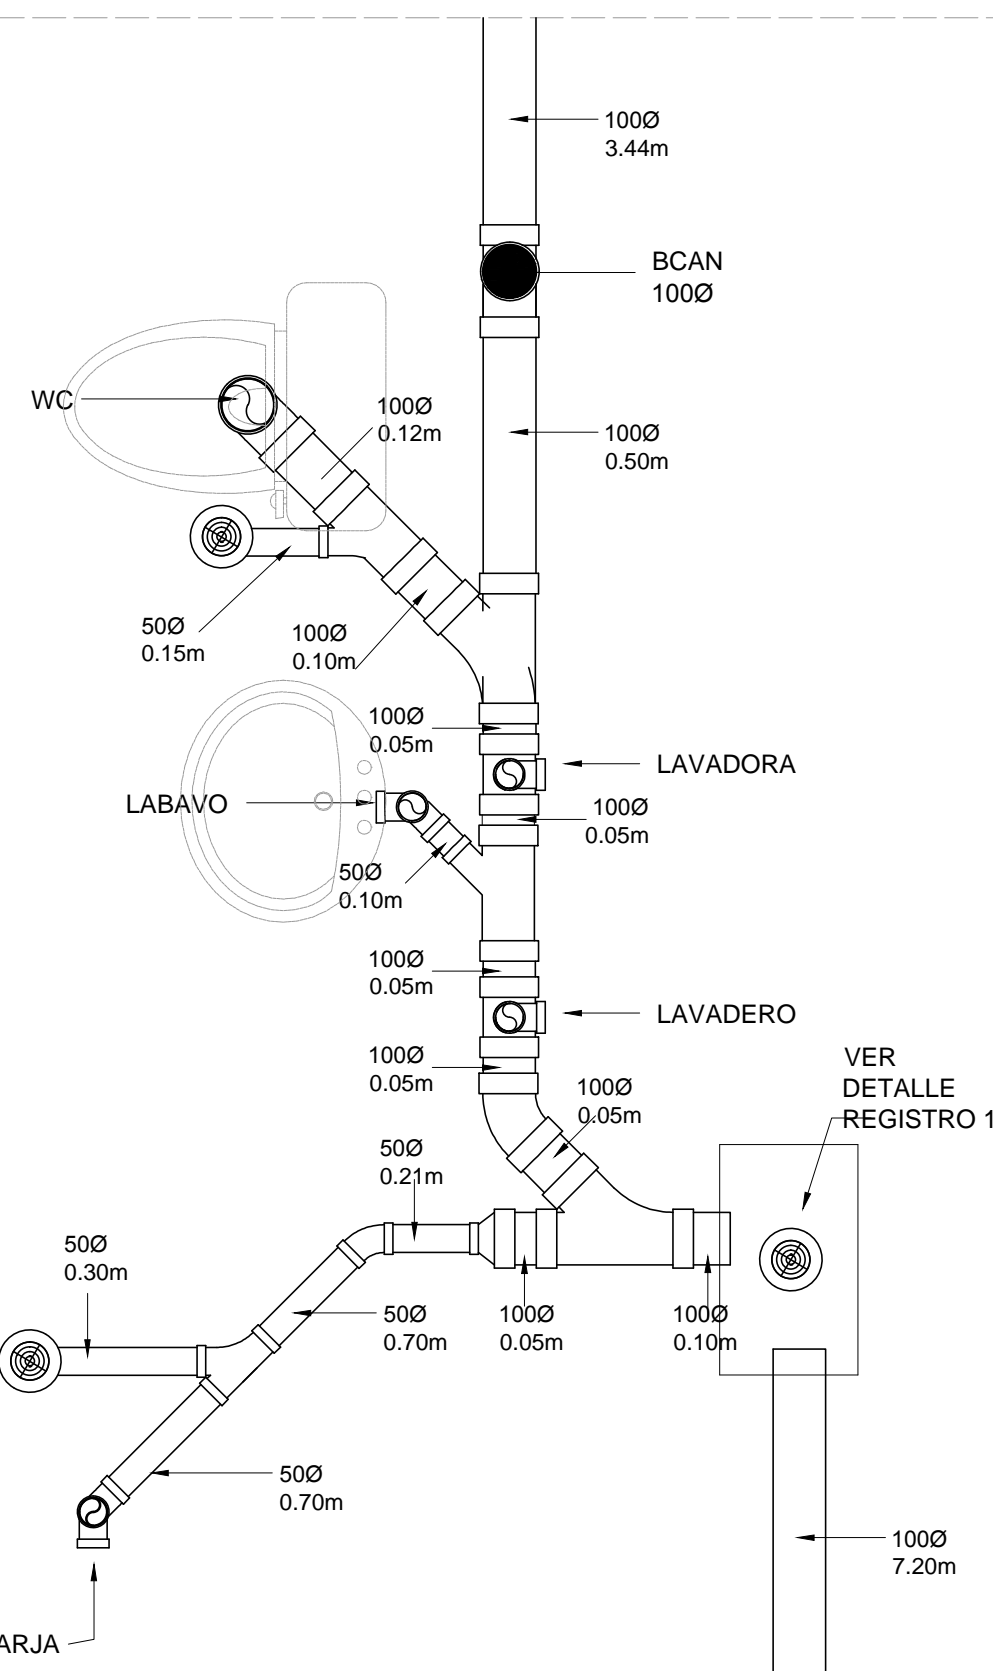 100Ø
3.44m
BCAN
100Ø
WC
100Ø
0.12m
100Ø
0.50m
50Ø
0.15m
100Ø
0.10m
100Ø
0.05m
LAVADORA
LABAVO
100Ø
0.05m
50Ø
0.10m
100Ø
0.05m
LAVADERO
100Ø
0.05m
VER
DETALLE
REGISTRO 1
100Ø
0.05m
50Ø
0.21m
50Ø
0.30m
50Ø
0.70m
100Ø
0.05m
100Ø
0.10m
50Ø
0.70m
100Ø
7.20m
ARJA